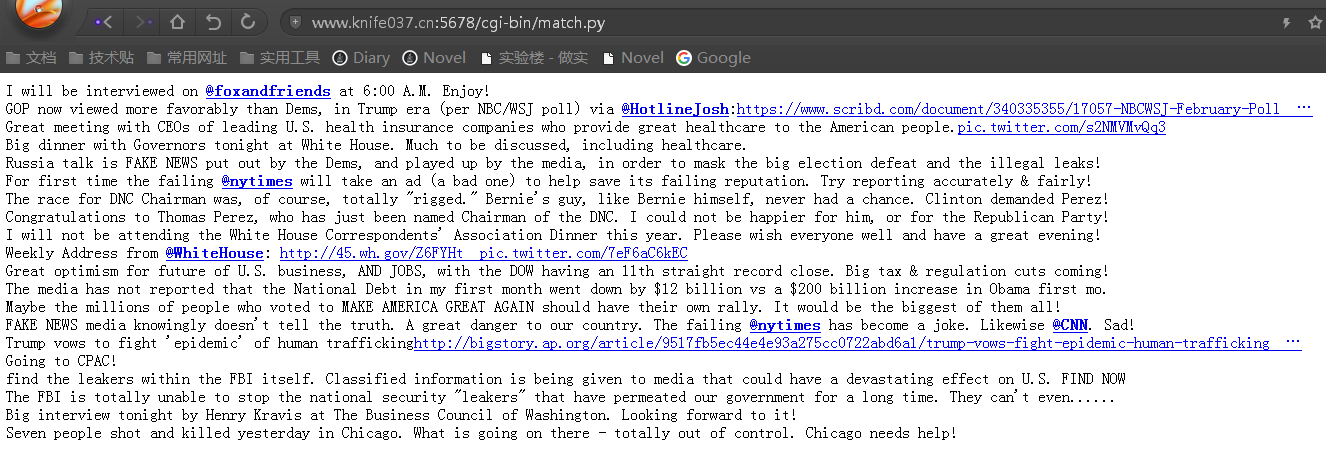 www.knife037.cn:5678/cgi-bin/match.py
文档 技术贴 常用网址 实用工具 Diary Novel 实验楼 - 做实 Novel Google
I will be interviewed on @foxandfriends at 6:00 A.M. Enjoy!
GOP now viewed more favorably than Dems, in Trump era (per NBC/WSJ poll) via @HotlineJosh:https://www.scribd.com/document/340335355/17057-NBCWSJ-February-Poll …
Great meeting with CEOs of leading U.S. health insurance companies who provide great healthcare to the American people.pic.twitter.com/s2NMVMvQq3
Big dinner with Governors tonight at White House. Much to be discussed, including healthcare.
Russia talk is FAKE NEWS put out by the Dems, and played up by the media, in order to mask the big election defeat and the illegal leaks!
For first time the failing @nytimes will take an ad (a bad one) to help save its failing reputation. Try reporting accurately & fairly!
The race for DNC Chairman was, of course, totally "rigged." Bernie's guy, like Bernie himself, never had a chance. Clinton demanded Perez!
Congratulations to Thomas Perez, who has just been named Chairman of the DNC. I could not be happier for him, or for the Republican Party!
I will not be attending the White House Correspondents' Association Dinner this year. Please wish everyone well and have a great evening!
Weekly Address from @WhiteHouse: http://45.wh.gov/Z6FYHt pic.twitter.com/7eF6aC6kEC
Great optimism for future of U.S. business, AND JOBS, with the DOW having an 11th straight record close. Big tax & regulation cuts coming!
The media has not reported that the National Debt in my first month went down by $12 billion vs a $200 billion increase in Obama first mo.
Maybe the millions of people who voted to MAKE AMERICA GREAT AGAIN should have their own rally. It would be the biggest of them all!
FAKE NEWS media knowingly doesn't tell the truth. A great danger to our country. The failing @nytimes has become a joke. Likewise @CNN. Sad!
Trump vows to fight 'epidemic' of human traffickinghttp://bigstory.ap.org/article/9517fb5ec44e4e93a275cc0722abd6a1/trump-vows-fight-epidemic-human-trafficking …
Going to CPAC!
find the leakers within the FBI itself. Classified information is being given to media that could have a devastating effect on U.S. FIND NOW
The FBI is totally unable to stop the national security "leakers" that have permeated our government for a long time. They can't even......
Big interview tonight by Henry Kravis at The Business Council of Washington. Looking forward to it!
Seven people shot and killed yesterday in Chicago. What is going on there - totally out of control. Chicago needs help!